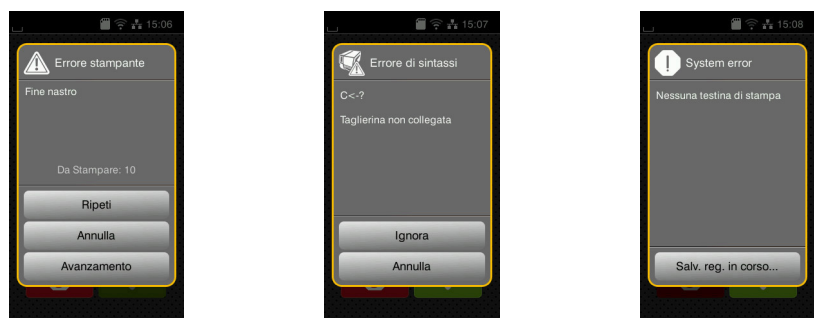 15:06
Errore stampante
Fine nastro
Da Stampare: 10
Ripeti
Annulla
Avanzamento
15:07
Errore di sintassi
C<-?
Taglierina non collegata
Ignora
Annulla
15:08
System error
Nessuna testina di stampa
Salv. reg. in corso...